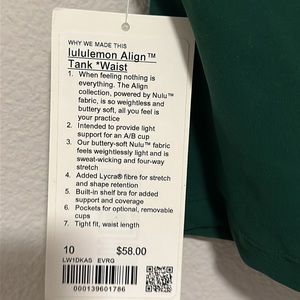 WHY WE MADE THIS
lululemon Align™
Tank *Waist
1. When feeling nothing is
everything. The Align
collection, powered by Nulu™
fabric, is so weightless and
buttery soft, all you feel is
your practice
2. Intended to provide light
support for an A/B cup
3. Our buttery-soft Nulu™ fabric
feels weightlessly light and is
sweat-wicking and four-way
stretch
4. Added Lycra® fibre for stretch
and shape retention
5. Built-in shelf bra for added
support and coverage
6. Pockets for optional, removable
cups
7. Tight fit, waist length
10 $58.00
LW1DKAS EVRG
000139601786